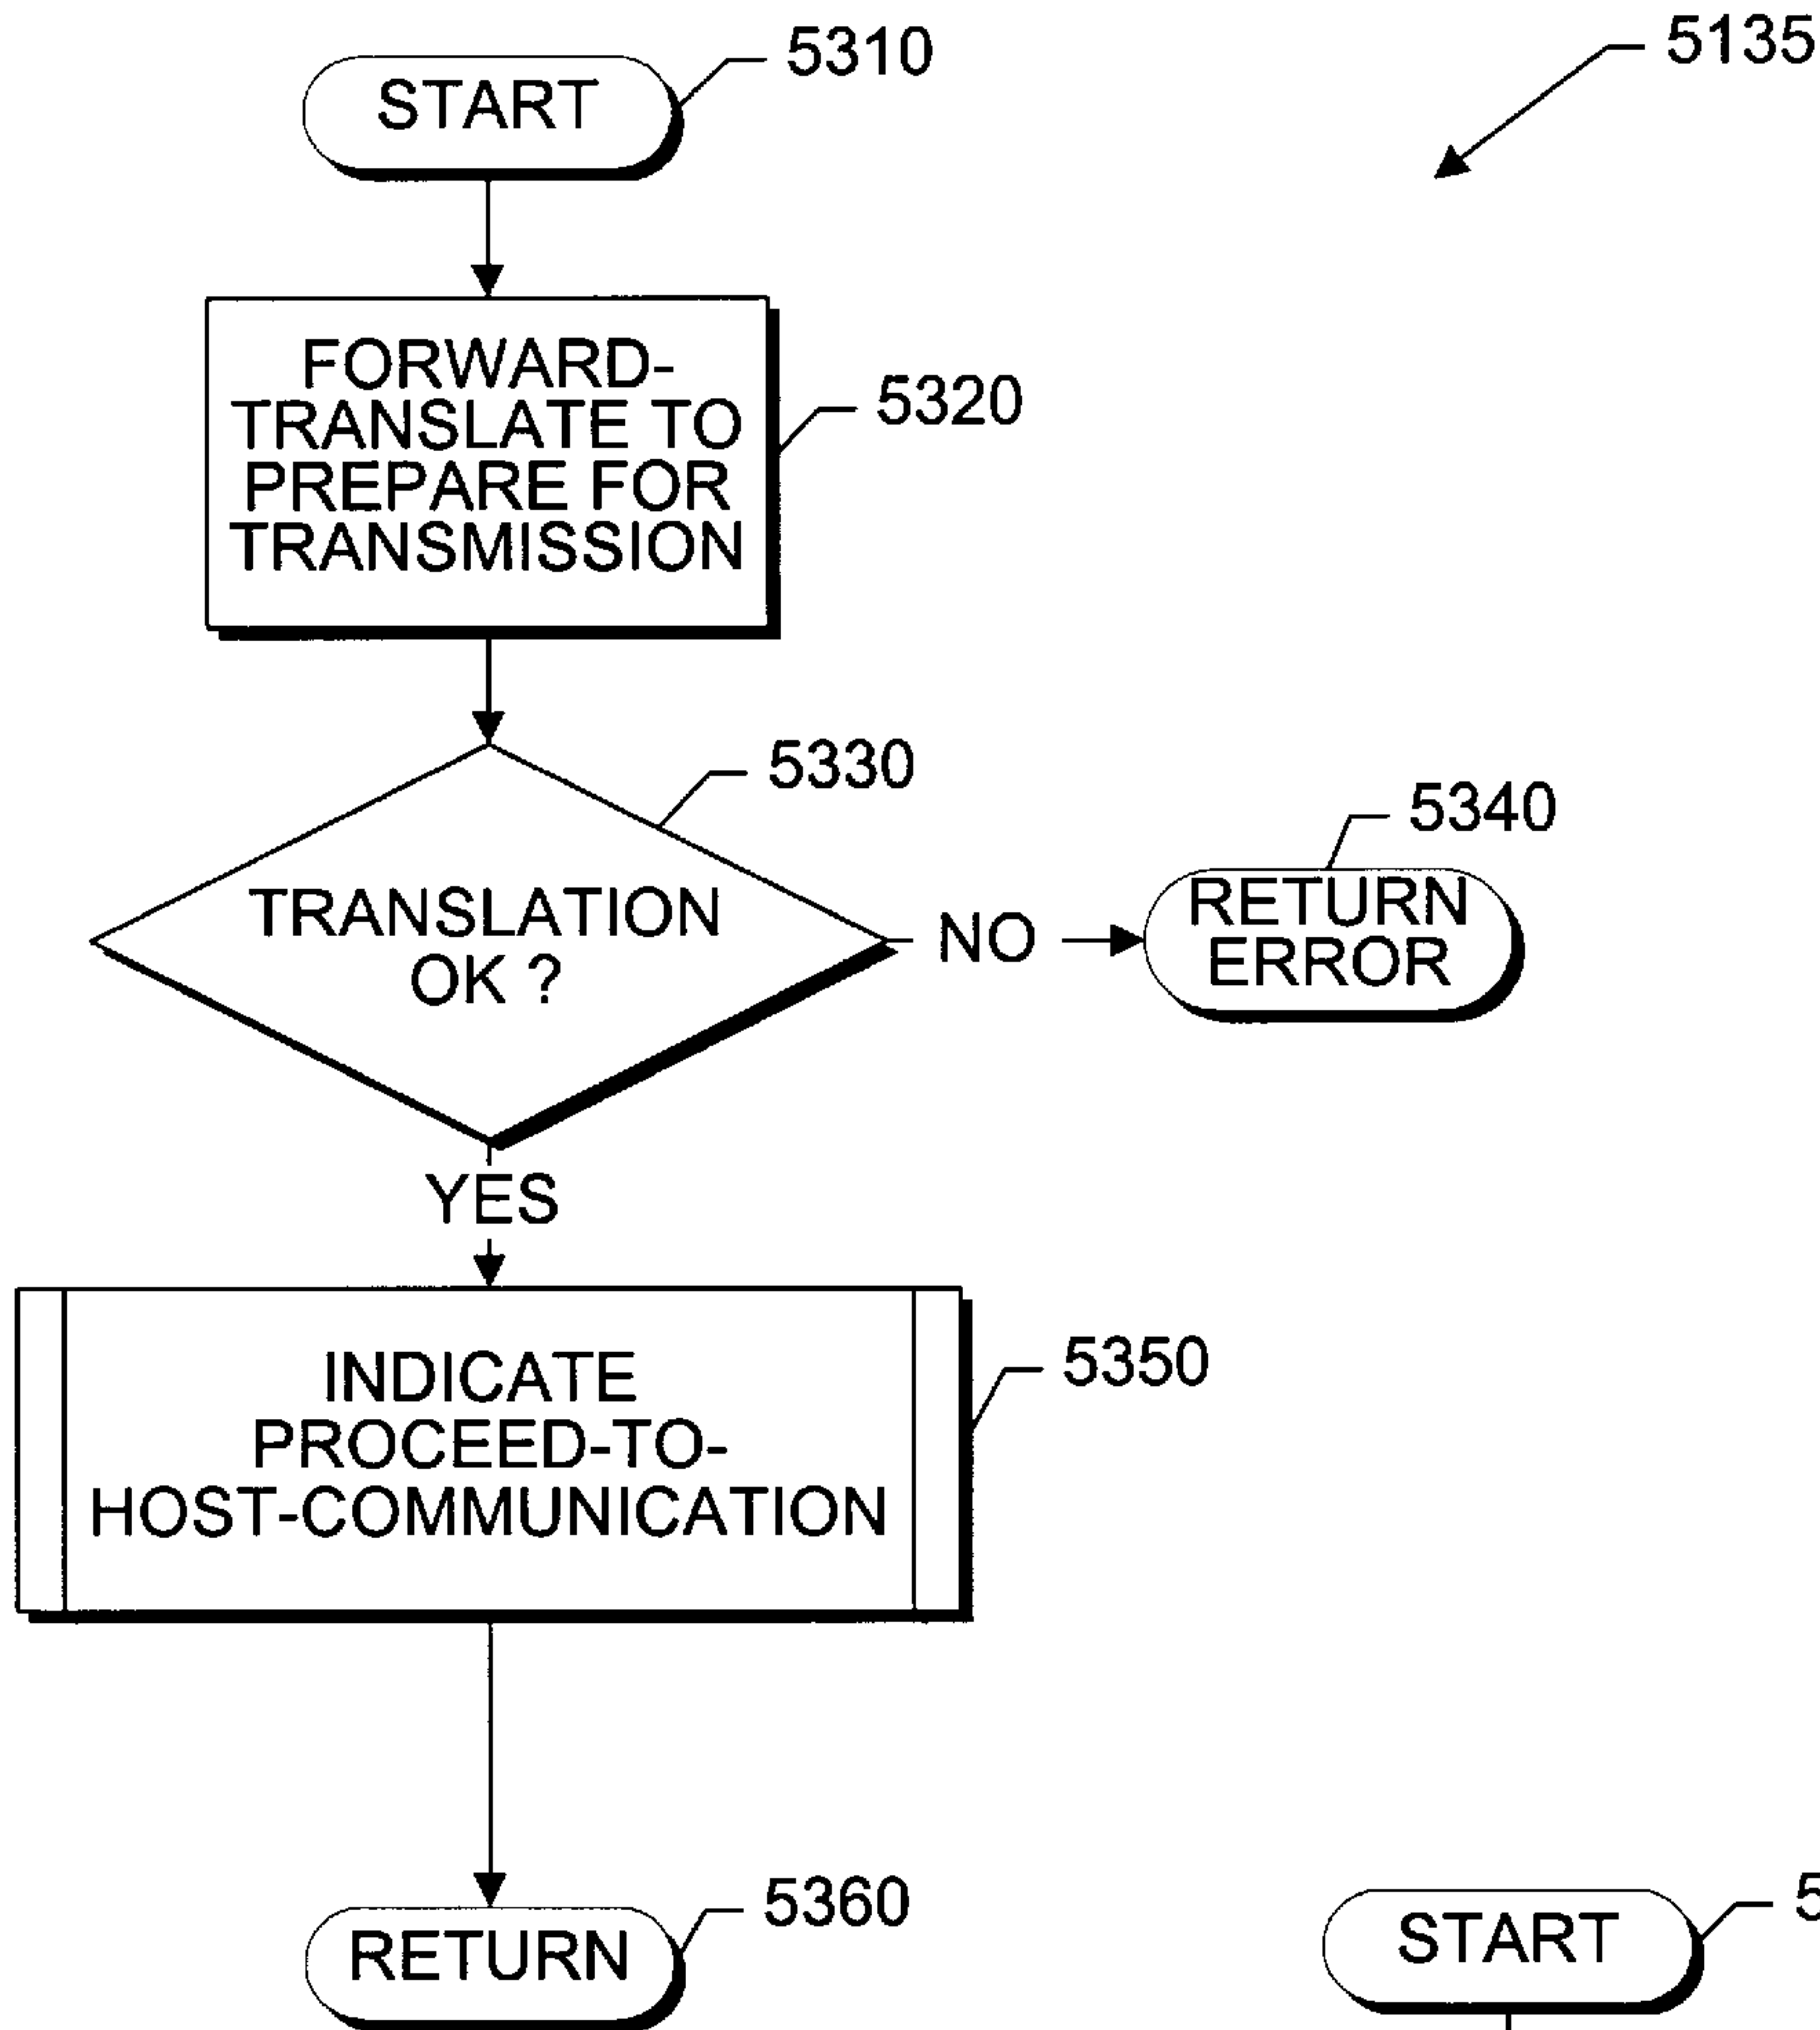 5310
5135
START
FORWARD-
TRANSLATE TO
PREPARE FOR
TRANSMISSION
5320
5330
TRANSLATION
OK ?
NO
5340
RETURN
ERROR
YES
INDICATE
PROCEED-TO-
HOST-COMMUNICATION
5350
5360
RETURN
START